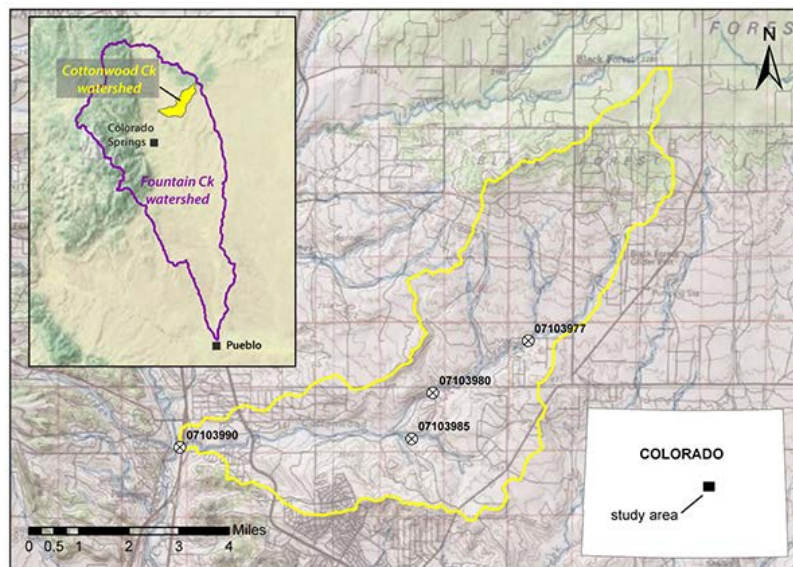 Cottonwood Ck
watershed
Colorado
Springs
Fountain Ck
watershed
Pueblo
Black Forest
N
07103977
07103980
07103985
07103990
COLORADO
study area
Miles
0 0.5 1 2 3 4